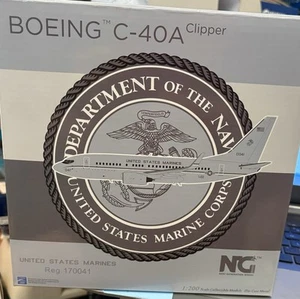 BOEING™ C-40A Clipper
DEPARTMENT OF THE NAVY
UNITED STATES MARINES
UNITED STATES MARINE CORPS
UNITED STATES MARINES
Reg:170041
NG